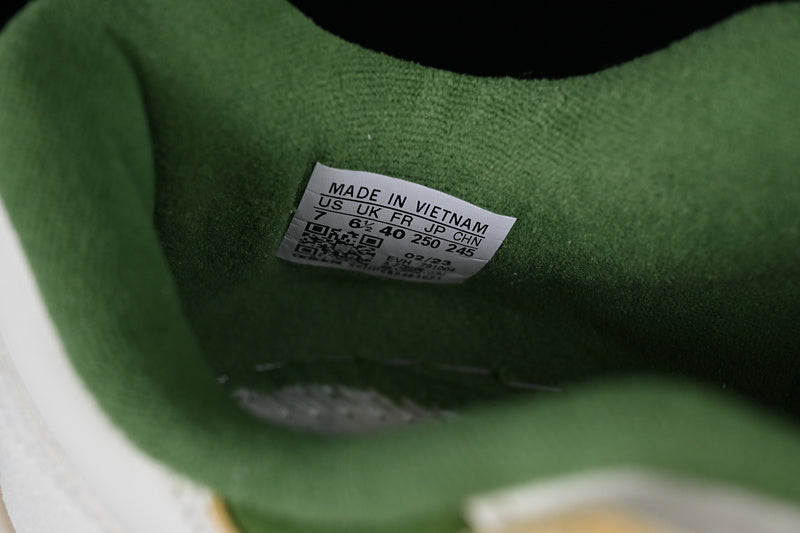 MADE IN VIETNAM
US UK FR JP CHN
7 6½ 40 250 245
02/23